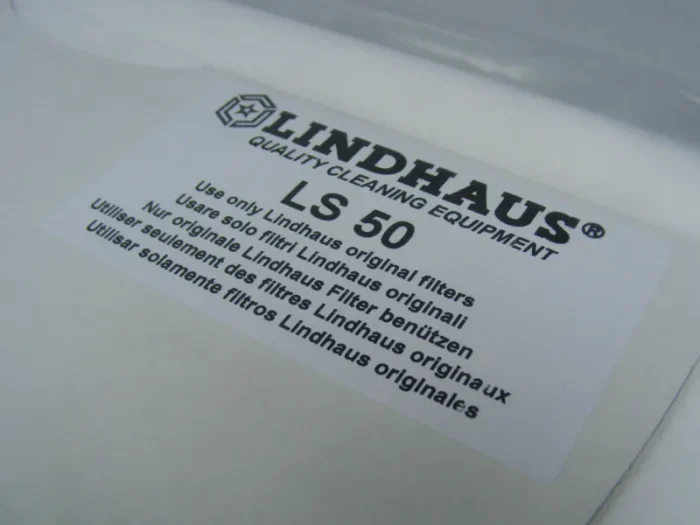 LINDHAUS®
QUALITY CLEANING EQUIPMENT
LS 50
Use only Lindhaus original filters
Usare solo filtri Lindhaus originali
Nur originale Lindhaus Filter benützen
Utiliser seulement des filtres Lindhaus originaux
Utilisar solamente filtros Lindhaus originales